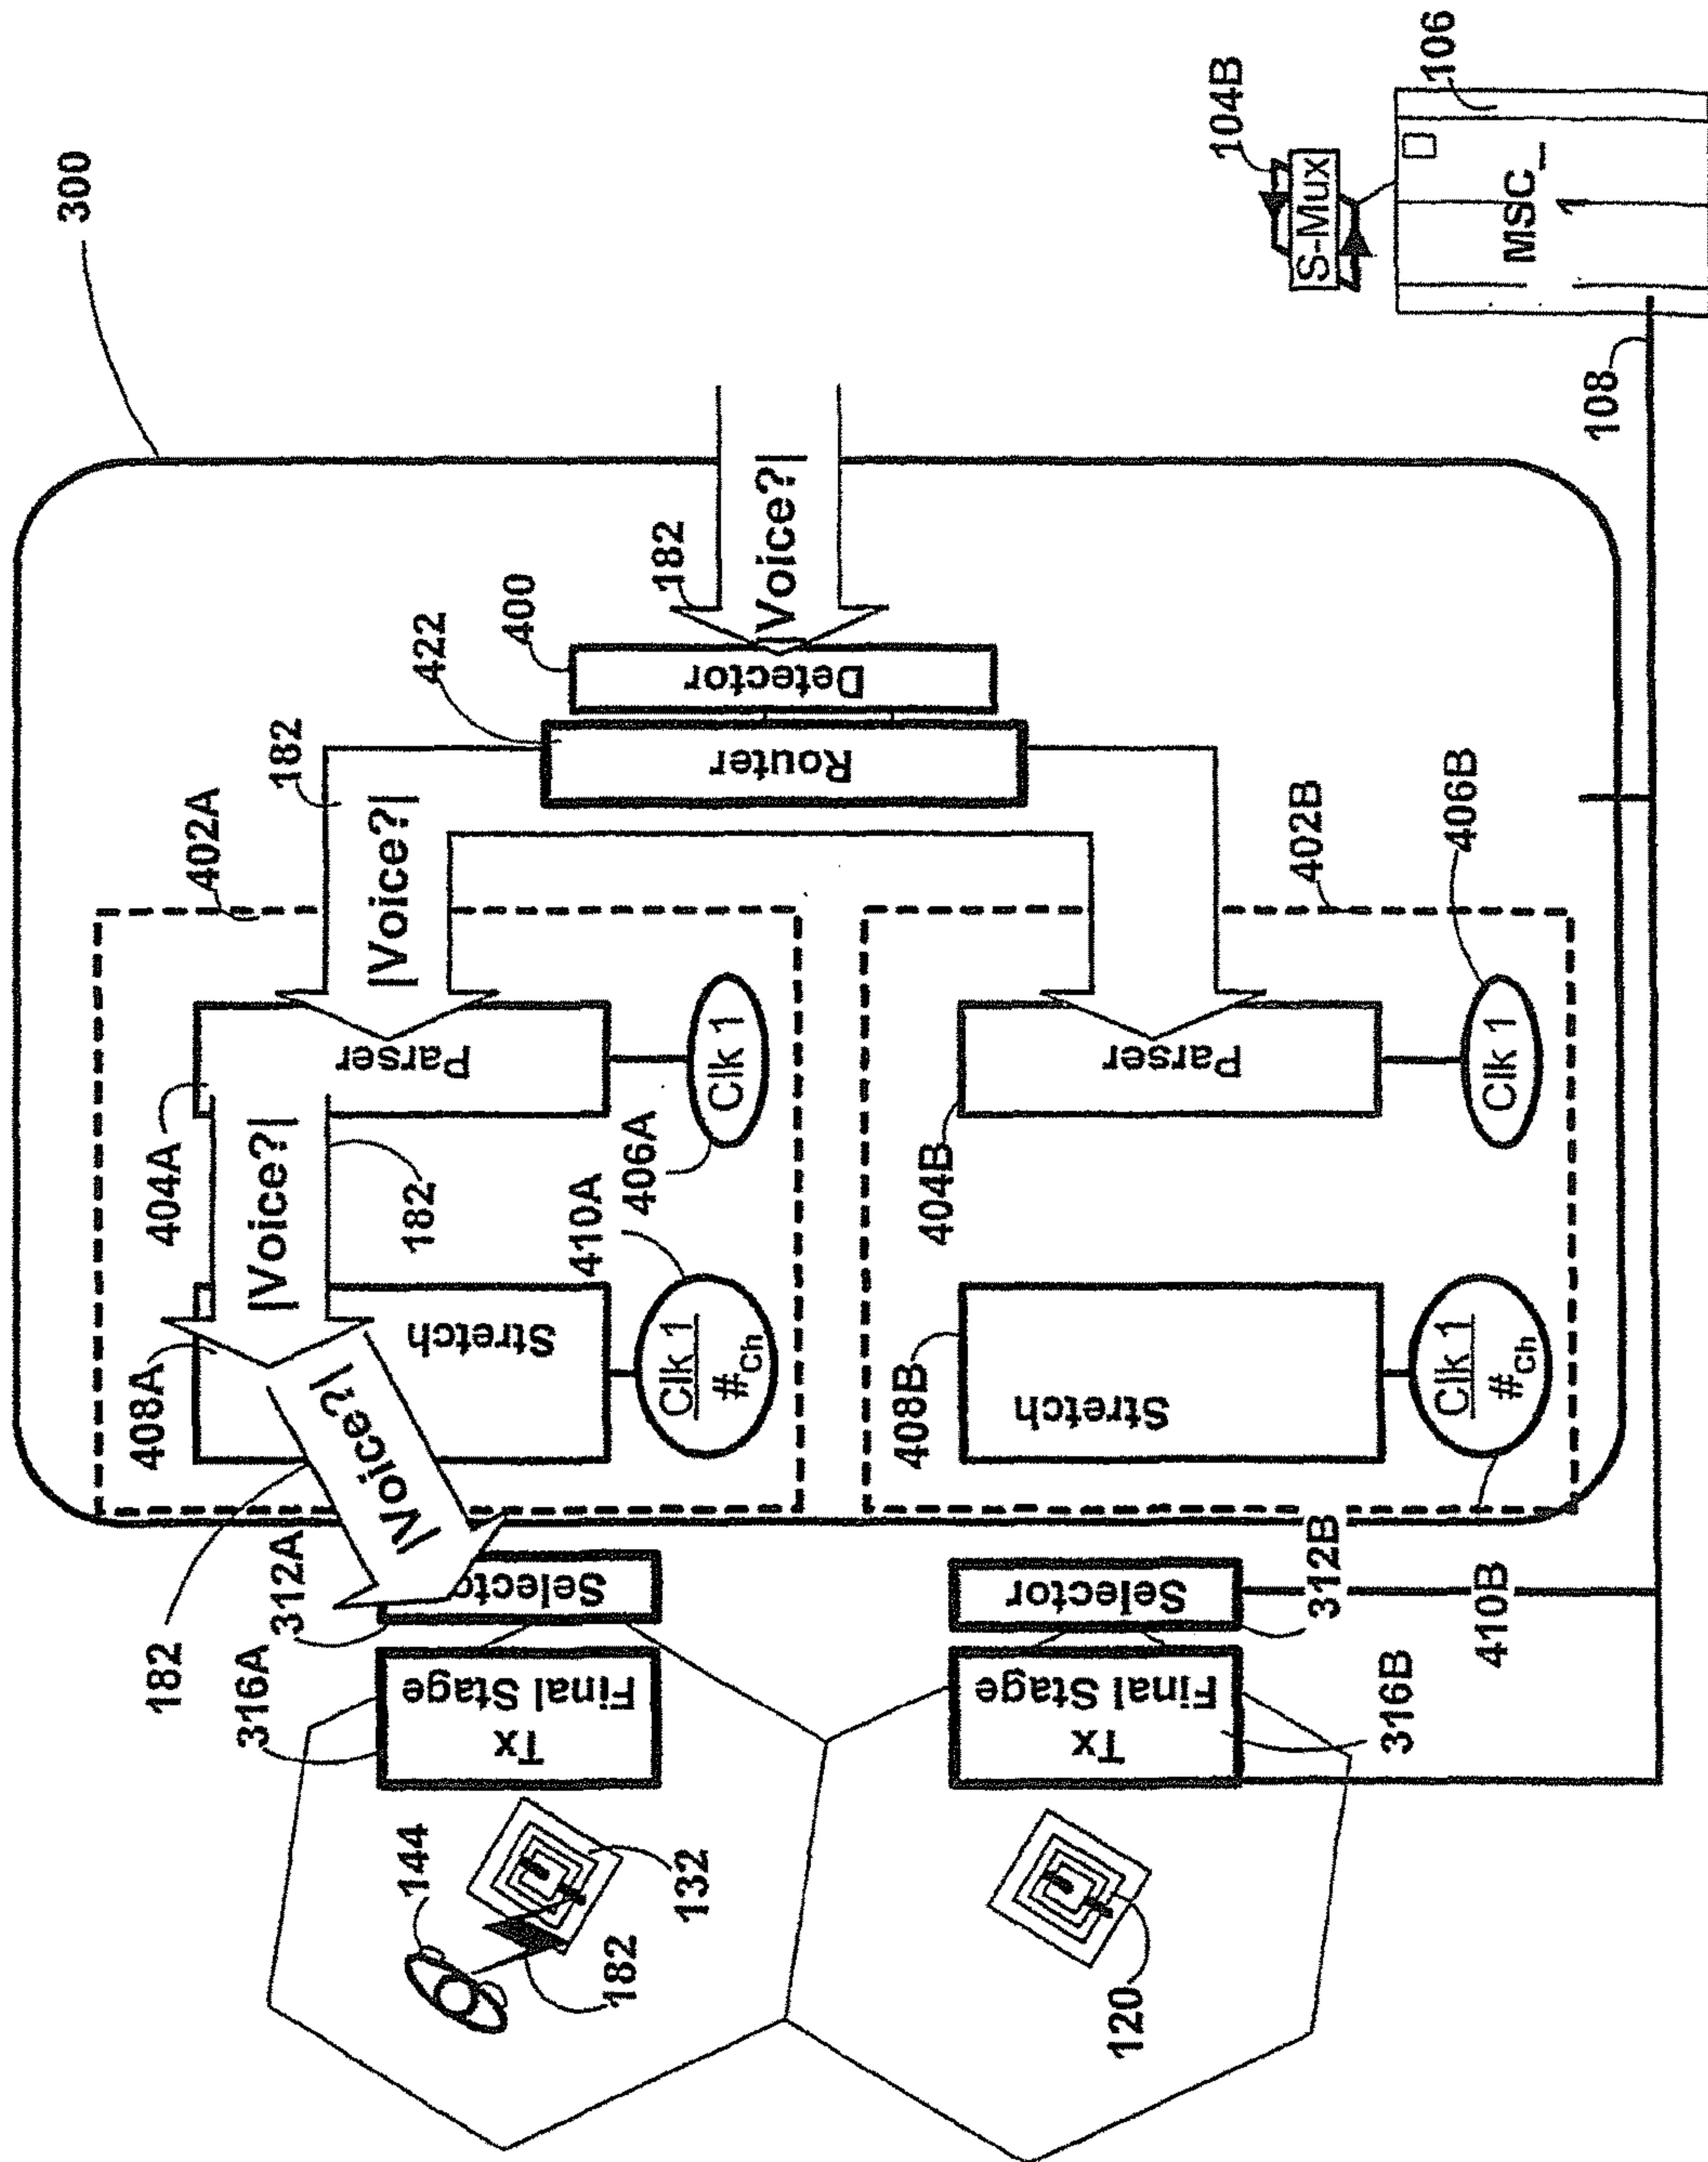 300
104B
S-Mux
106
MSC_
1
108
|Voice?|
182
400
Detector
422
Router
182
|Voice?|
402A
402B
406B
Clk 1
Parser
404A
|Voice?|
182
Clk 1
406A
410A
Parser
404B
Stretch
408A
Clk 1
#Ch
|Voice?|
182
Stretch
408B
Clk 1
#Ch
410B
312A
Selecto
316A
Final Stage
Tx
Selector
312B
Final Stage
Tx
316B
144
132
182
120